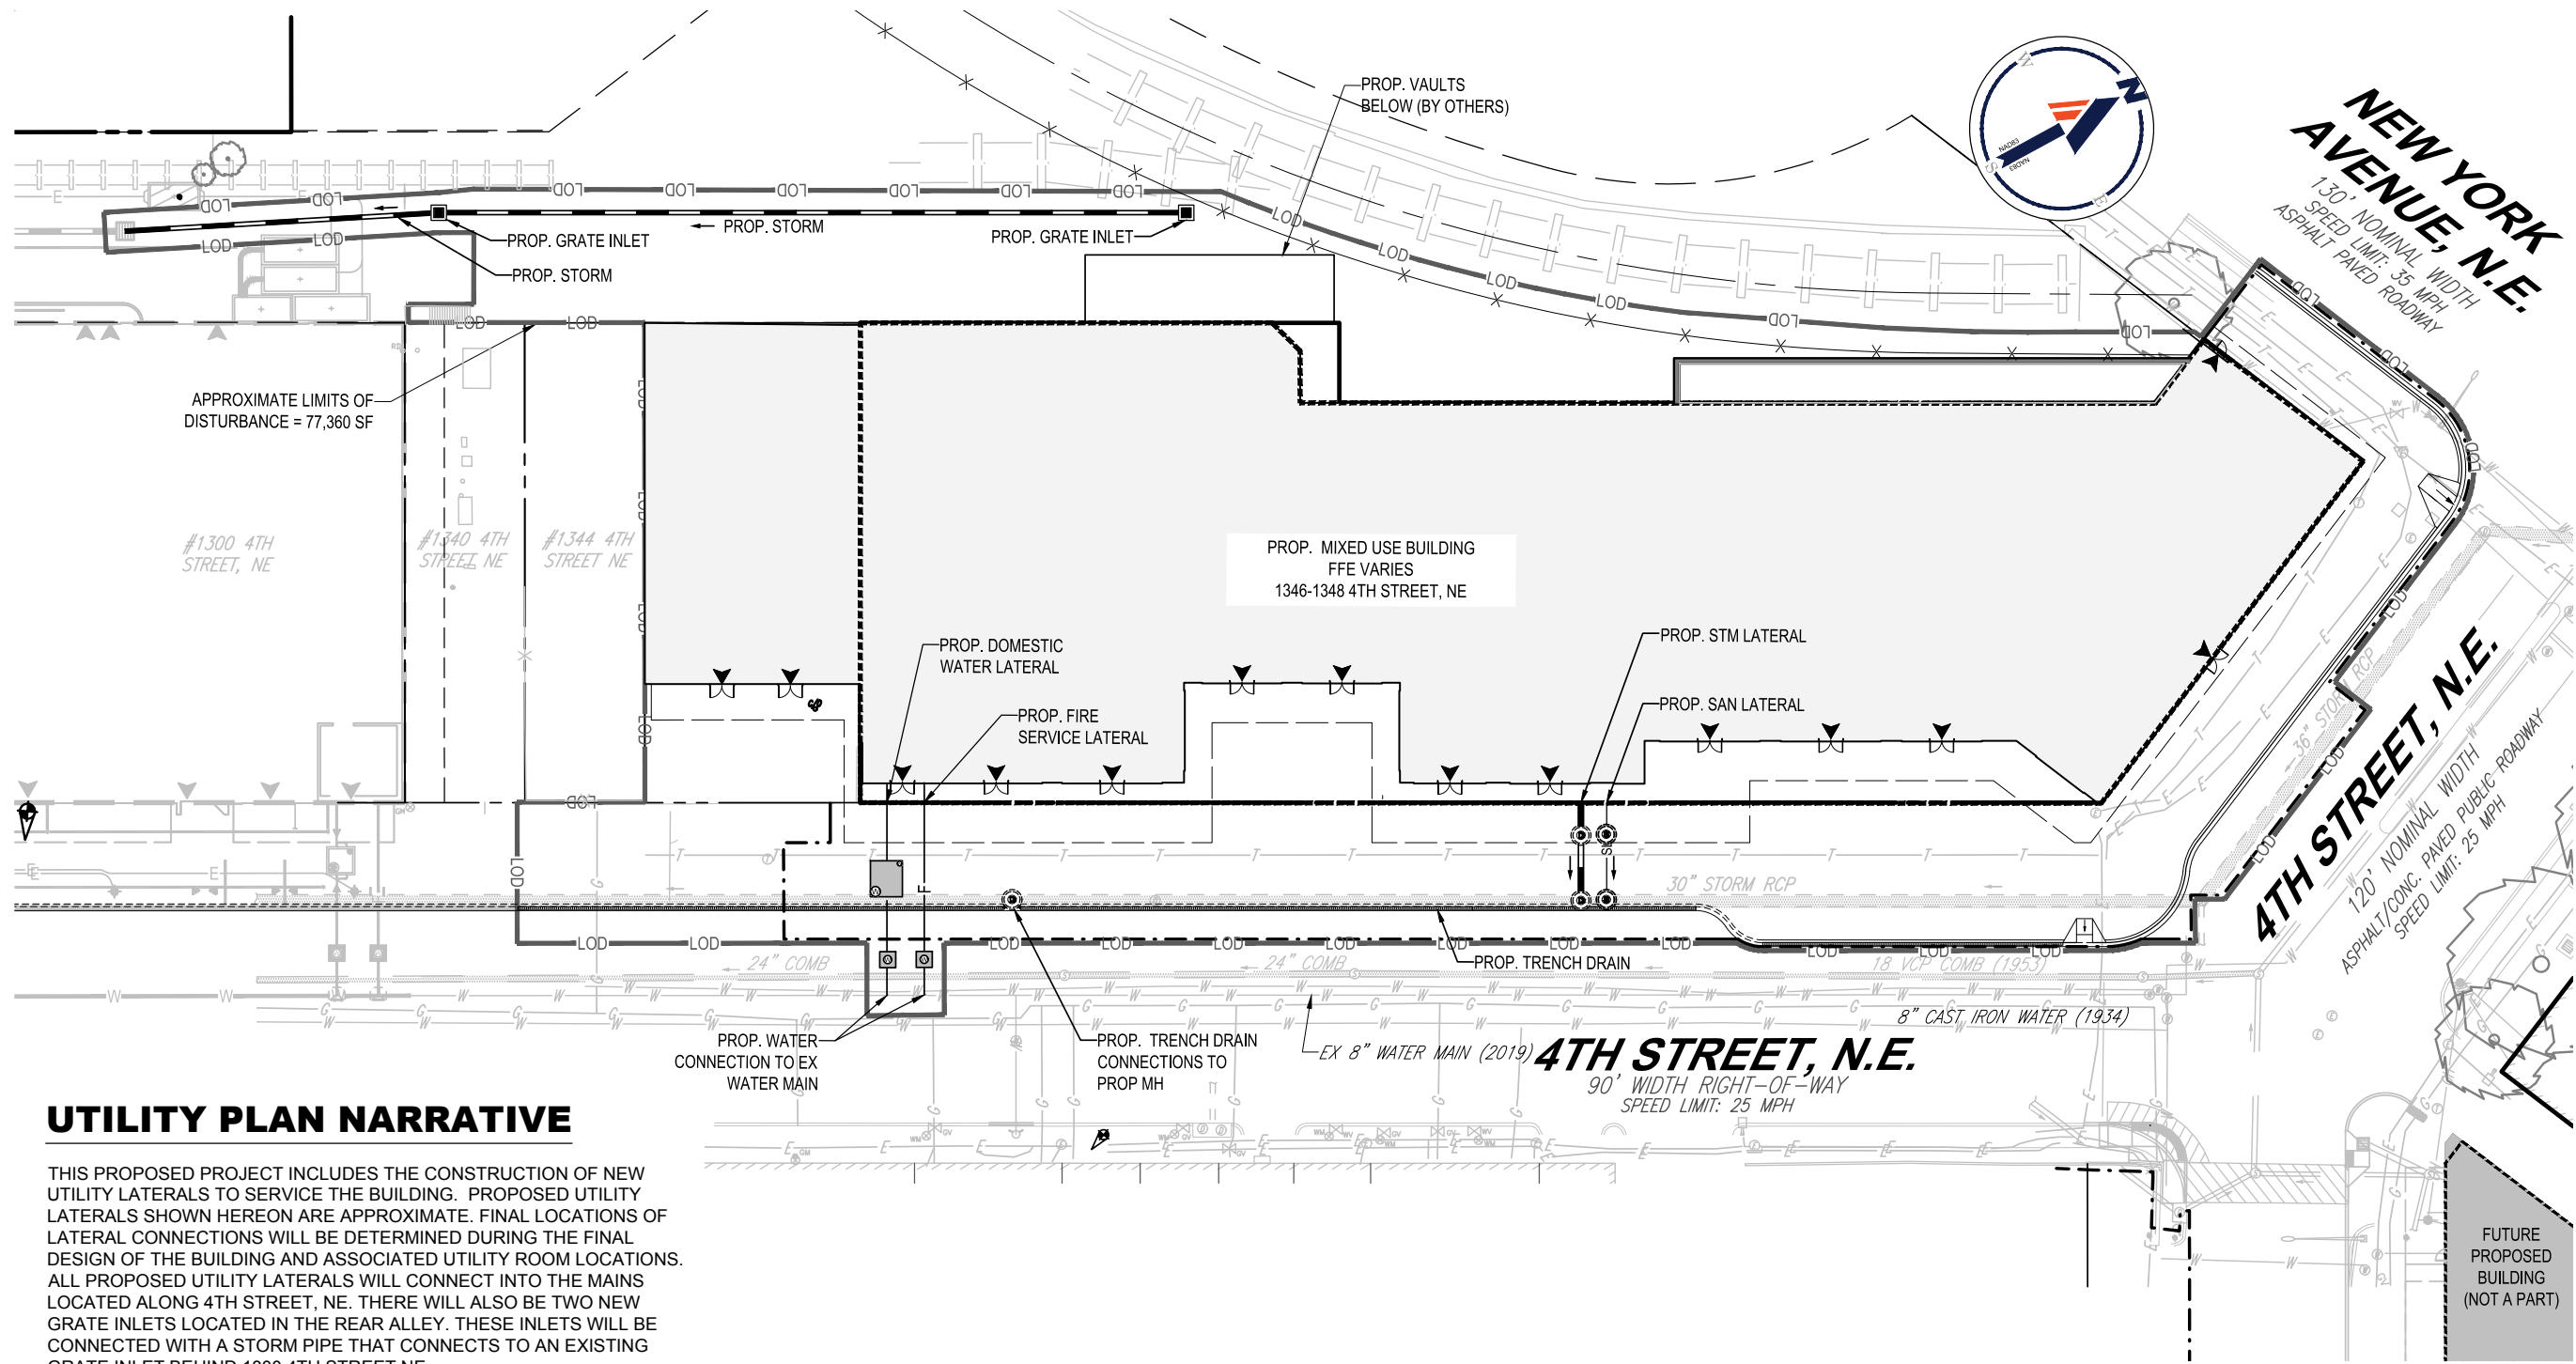 PROP. VAULTS
BELOW (BY OTHERS)
W
N
NAD83
NAD83
S
E
NEW YORK
AVENUE, N.E.
130' NOMINAL WIDTH
SPEED LIMIT: 35 MPH
ASPHALT PAVED ROADWAY
PROP. GRATE INLET
PROP. STORM
PROP. GRATE INLET
PROP. STORM
APPROXIMATE LIMITS OF
DISTURBANCE = 77,360 SF
#1300 4TH
STREET, NE
#1340 4TH
STREET NE
#1344 4TH
STREET NE
PROP. MIXED USE BUILDING
FFE VARIES
1346-1348 4TH STREET, NE
PROP. DOMESTIC
WATER LATERAL
PROP. FIRE
SERVICE LATERAL
PROP. STM LATERAL
PROP. SAN LATERAL
36" STORM RCP
4TH STREET, N.E.
120' NOMINAL WIDTH
ASPHALT/CONC. PAVED PUBLIC ROADWAY
SPEED LIMIT: 25 MPH
30" STORM RCP
24" COMB
24" COMB
PROP. TRENCH DRAIN
18 VCP COMB (1953)
8" CAST IRON WATER (1934)
PROP. WATER
CONNECTION TO EX
WATER MAIN
PROP. TRENCH DRAIN
CONNECTIONS TO
PROP MH
EX 8" WATER MAIN (2019)
4TH STREET, N.E.
90' WIDTH RIGHT-OF-WAY
SPEED LIMIT: 25 MPH
UTILITY PLAN NARRATIVE
THIS PROPOSED PROJECT INCLUDES THE CONSTRUCTION OF NEW
UTILITY LATERALS TO SERVICE THE BUILDING. PROPOSED UTILITY
LATERALS SHOWN HEREON ARE APPROXIMATE. FINAL LOCATIONS OF
LATERAL CONNECTIONS WILL BE DETERMINED DURING THE FINAL
DESIGN OF THE BUILDING AND ASSOCIATED UTILITY ROOM LOCATIONS.
ALL PROPOSED UTILITY LATERALS WILL CONNECT INTO THE MAINS
LOCATED ALONG 4TH STREET, NE. THERE WILL ALSO BE TWO NEW
GRATE INLETS LOCATED IN THE REAR ALLEY. THESE INLETS WILL BE
CONNECTED WITH A STORM PIPE THAT CONNECTS TO AN EXISTING
GRATE INLET BEHIND 1300 4TH STREET NE
FUTURE
PROPOSED
BUILDING
(NOT A PART)